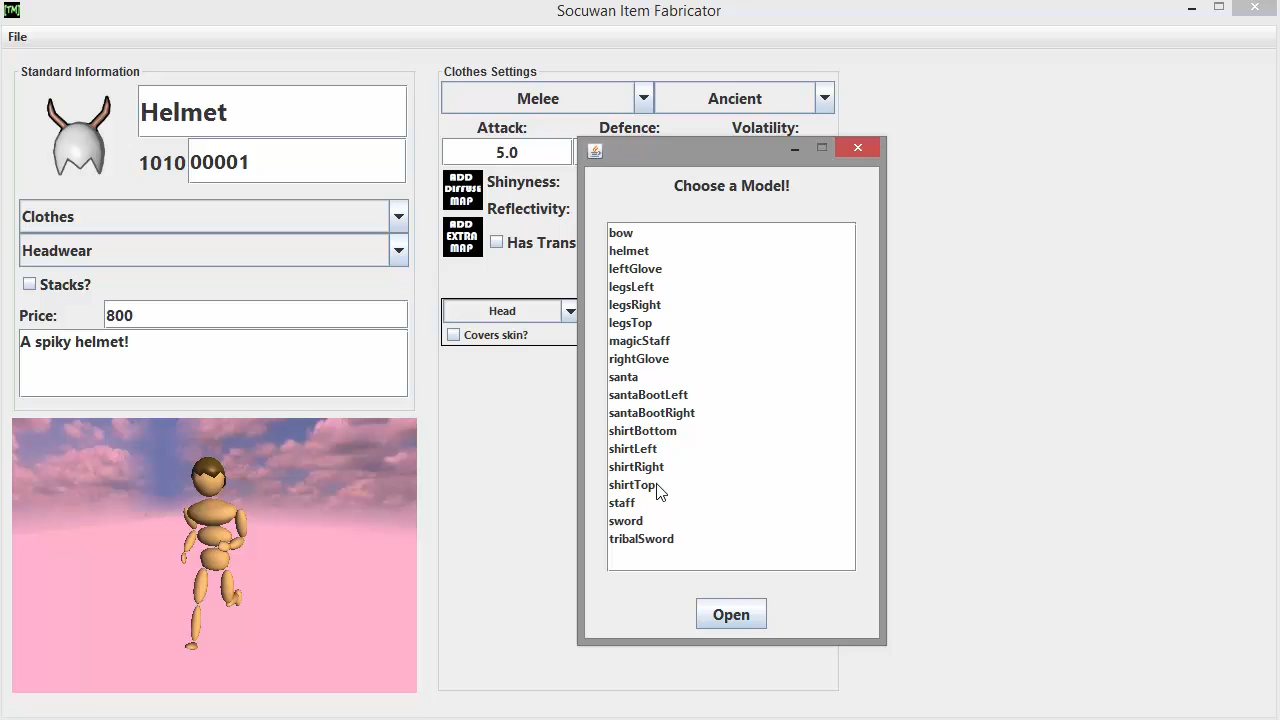 [TM]
Socuwan Item Fabricator
File
Standard Information
Helmet
1010 00001
Clothes
Headwear
Stacks?
Price: 800
A spiky helmet!
Clothes Settings
Melee
Ancient
Attack: Defence: Volatility:
5.0
ADD DIFFUSE MAP
Shinyness:
Reflectivity:
ADD EXTRA MAP
Has Trans
Head
Covers skin?
Choose a Model!
bow
helmet
leftGlove
legsLeft
legsRight
legsTop
magicStaff
rightGlove
santa
santaBootLeft
santaBootRight
shirtBottom
shirtLeft
shirtRight
shirtTop
staff
sword
tribalSword
Open